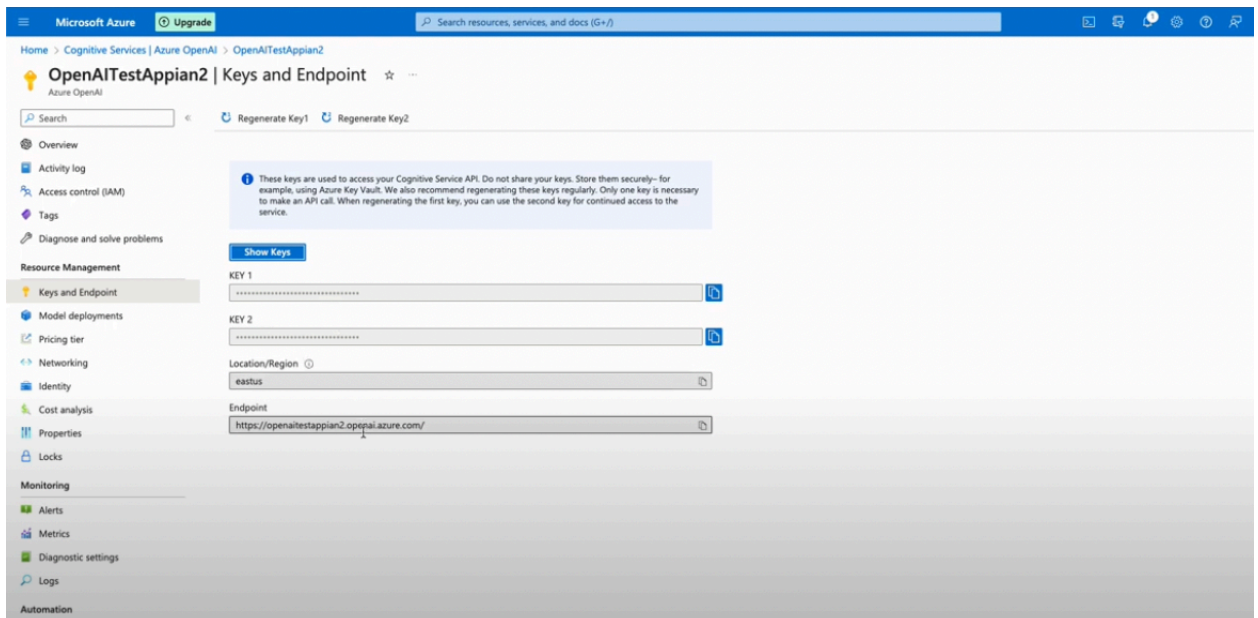 Microsoft Azure
Upgrade
Search resources, services, and docs (G+/)
1
Home > Cognitive Services | Azure OpenAI > OpenAITestAppian2
OpenAITestAppian2 | Keys and Endpoint
Azure OpenAI
Search
Regenerate Key1
Regenerate Key2
Overview
Activity log
Access control (IAM)
Tags
Diagnose and solve problems
Resource Management
Keys and Endpoint
Model deployments
Pricing tier
Networking
Identity
Cost analysis
Properties
Locks
Monitoring
Alerts
Metrics
Diagnostic settings
Logs
Automation
These keys are used to access your Cognitive Service API. Do not share your keys. Store them securely– for
example, using Azure Key Vault. We also recommend regenerating these keys regularly. Only one key is necessary
to make an API call. When regenerating the first key, you can use the second key for continued access to the
service.
Show Keys
KEY 1
KEY 2
Location/Region
eastus
Endpoint
https://openaitestappian2.openai.azure.com/